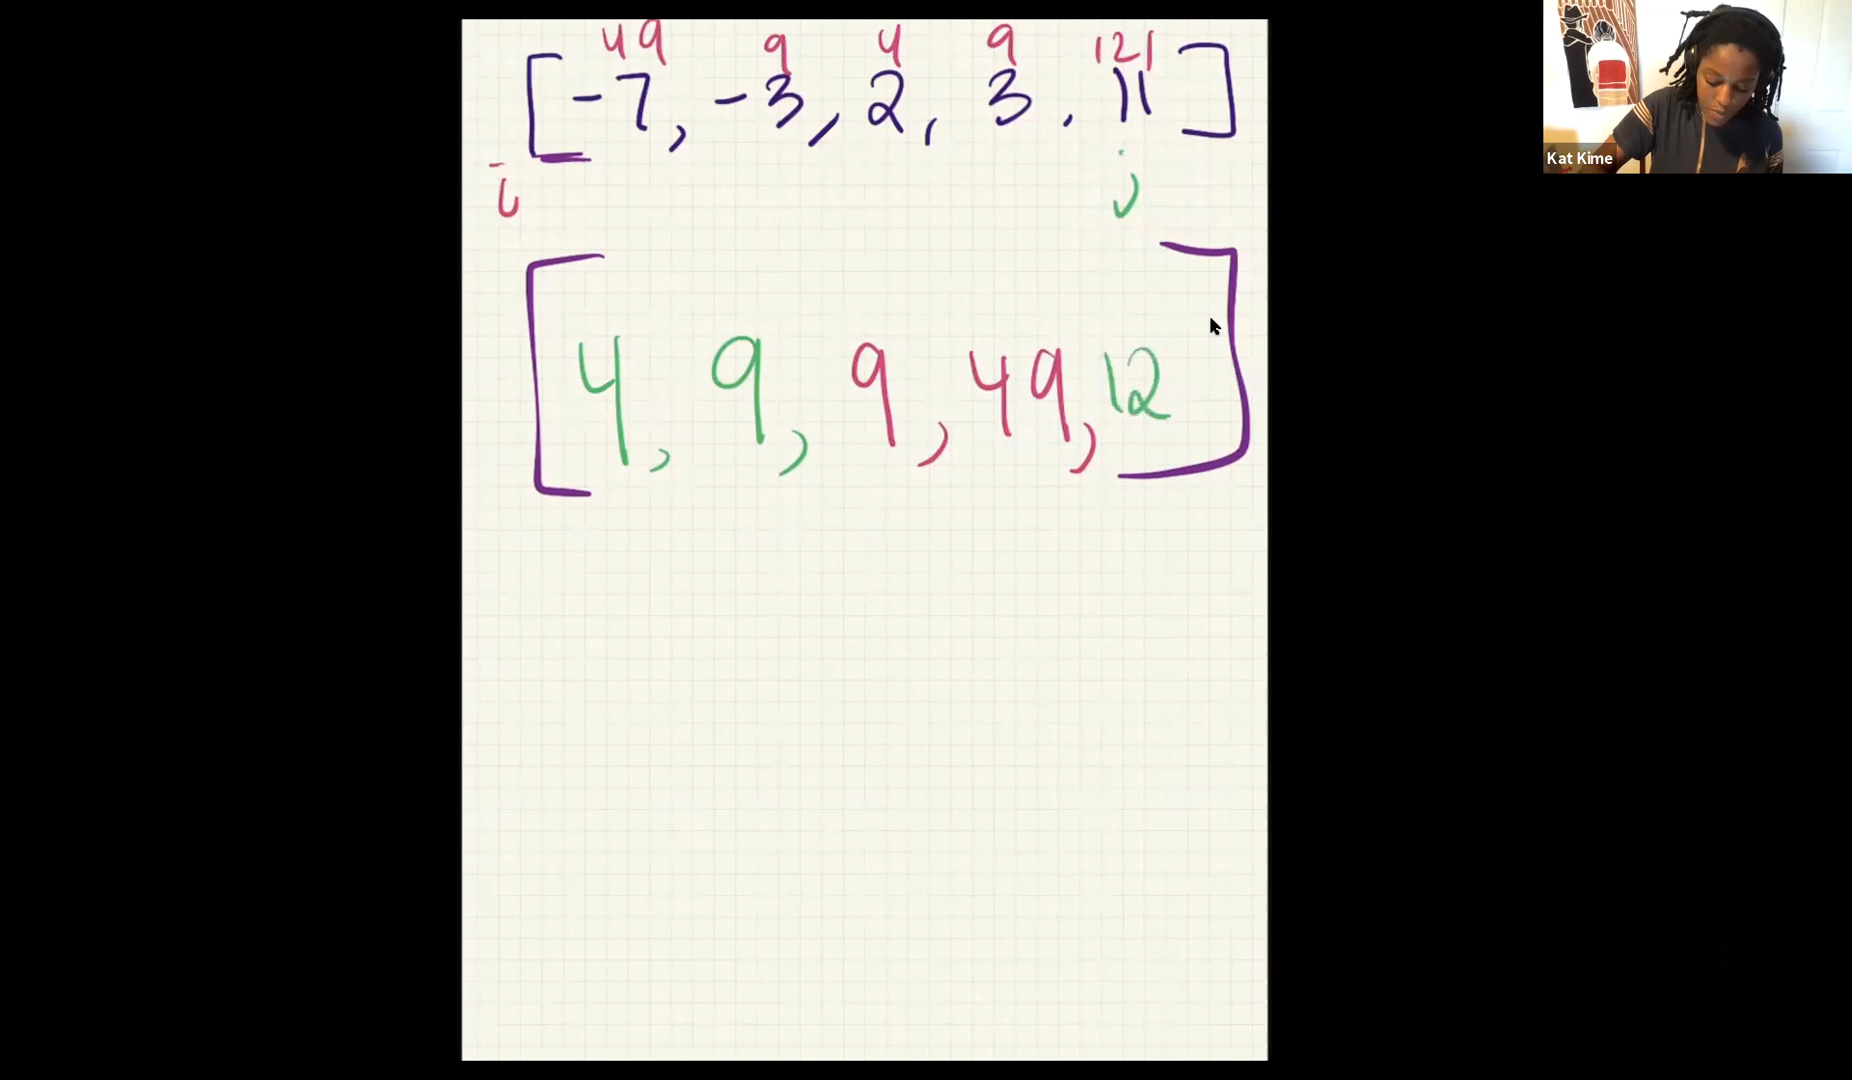 49 9 4 9 121
[-7, -3, 2, 3, 11]
i j
[4, 9, 9, 49, 12]
Kat Kime